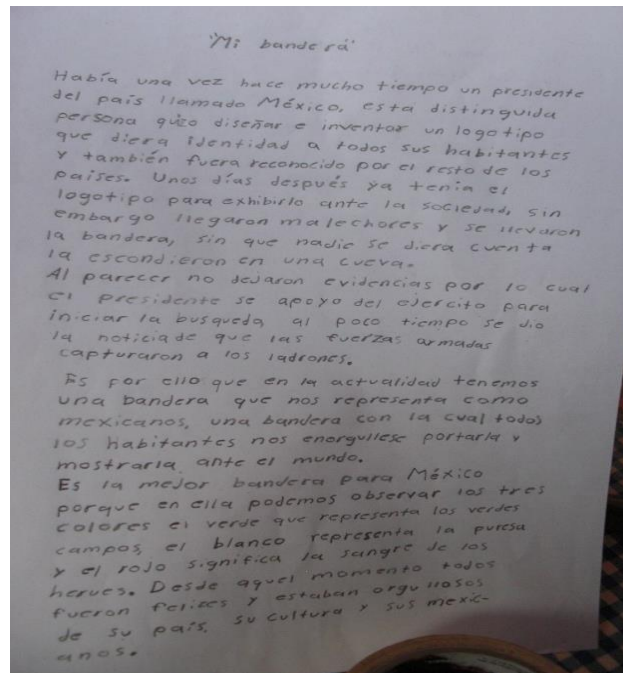 "Mi banderá"
Había una vez hace mucho tiempo un presidente
del país llamado México, esta distinguida
persona quizo diseñar e inventar un logotipo
que diera identidad a todos sus habitantes
y también fuera reconocido por el resto de los
países. Unos días después ya tenía el
logotipo para exhibirlo ante la sociedad, sin
embargo llegaron malechores y se llevaron
la bandera, sin que nadie se diera cuenta
la escondieron en una cueva.
Al parecer no dejaron evidencias por lo cual
el presidente se apoyo del ejercito para
iniciar la busqueda, al poco tiempo se dio
la noticia de que las fuerzas armadas
capturaron a los ladrones.
Es por ello que en la actualidad tenemos
una bandera que nos representa como
mexicanos, una bandera con la cual todos
los habitantes nos enorgullese portarla y
mostrarla ante el mundo.
Es la mejor bandera para México
porque en ella podemos observar los tres
colores el verde que representa los verdes
campos, el blanco representa la puresa
y el rojo significa la sangre de los
heroes. Desde aquel momento todos
fueron felizes y estaban orgullosos
de su país, su cultura y sus mexic-
anos.